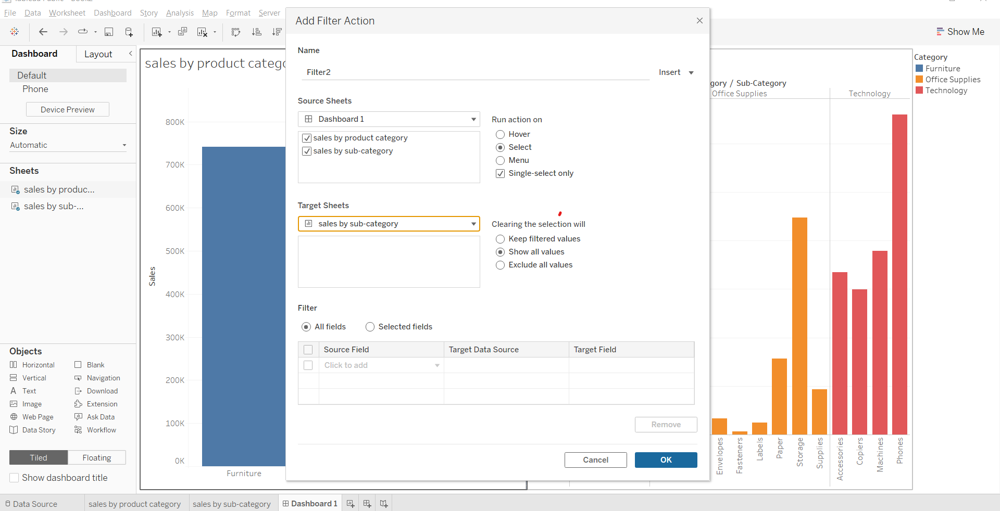 File Data Worksheet Dashboard Story Analysis Map Format Server
Show Me
Dashboard
Layout
Default
Phone
Device Preview
Size
Automatic
Sheets
sales by produc...
sales by sub-...
Objects
Horizontal
Blank
Vertical
Navigation
Text
Download
Image
Extension
Web Page
Ask Data
Data Story
Workflow
Tiled
Floating
Show dashboard title
sales by product catego
Sales
800K
700K
600K
500K
400K
300K
200K
100K
0K
Furniture
Add Filter Action
Name
Filter2
Insert
Source Sheets
Dashboard 1
sales by product category
sales by sub-category
Run action on
Hover
Select
Menu
Single-select only
Target Sheets
sales by sub-category
Clearing the selection will
Keep filtered values
Show all values
Exclude all values
Filter
All fields
Selected fields
Source Field
Target Data Source
Target Field
Click to add
Remove
Cancel
OK
gory / Sub-Category
Office Supplies
Technology
Envelopes
Fasteners
Labels
Paper
Storage
Supplies
Accessories
Copiers
Machines
Phones
Category
Furniture
Office Supplies
Technology
Data Source
sales by product category
sales by sub-category
Dashboard 1